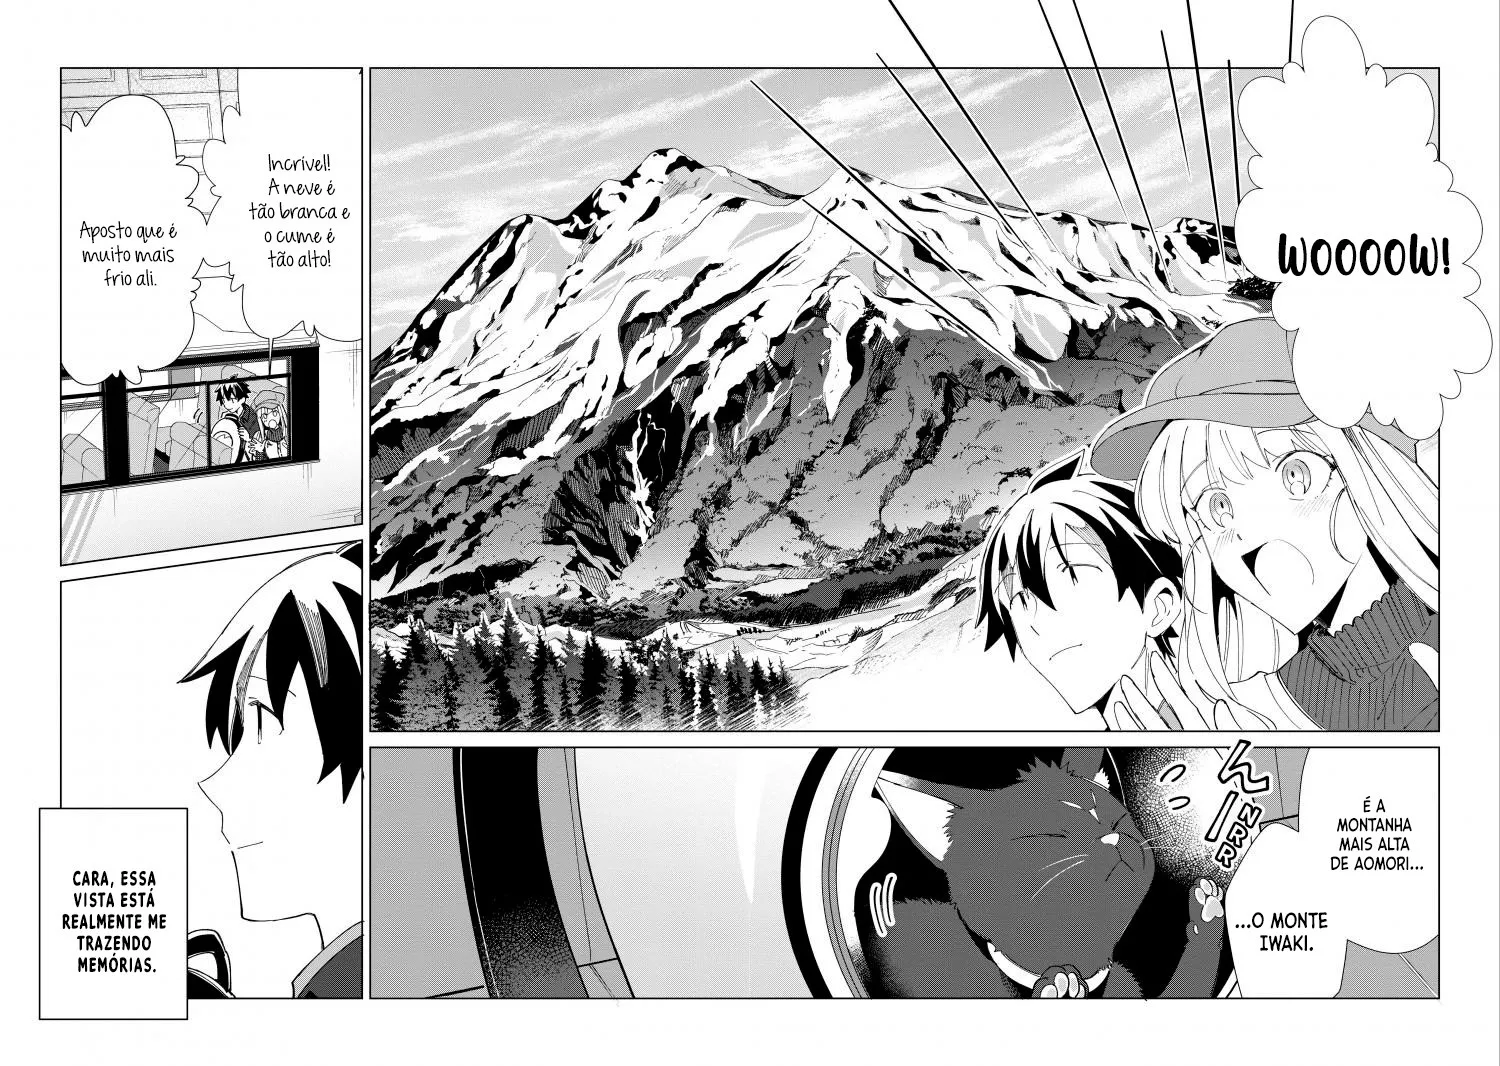 WOOOOW!
É A
MONTANHA
MAIS ALTA
DE AOMORI...
...O MONTE
IWAKI.
NRR
Incrível!
A neve é
tão branca e
o cume é
tão alto!
Aposto que é
muito mais
frio ali.
CARA, ESSA
VISTA ESTÁ
REALMENTE ME
TRAZENDO
MEMÓRIAS.